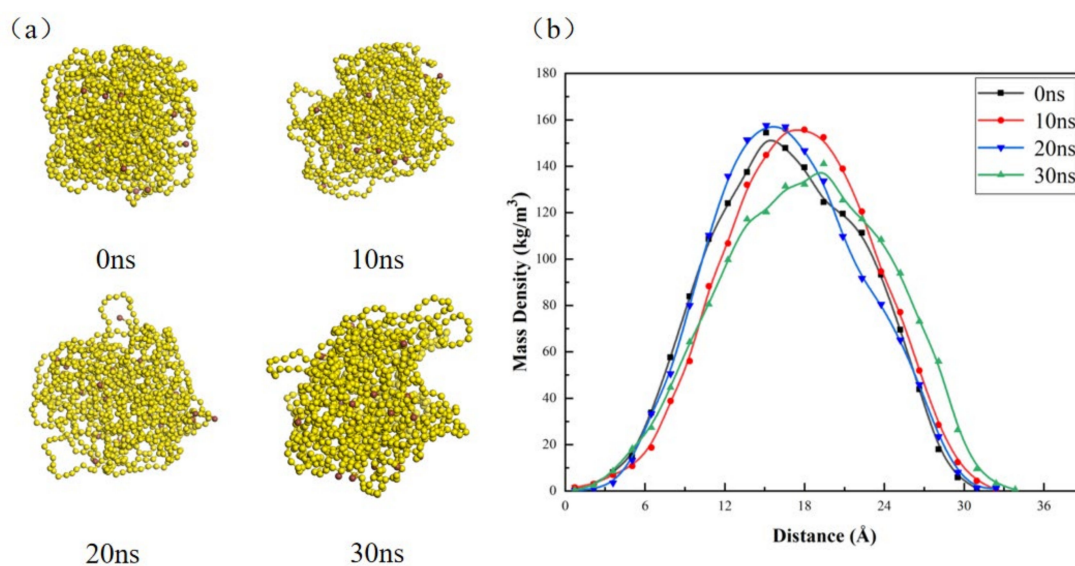 （a）
0ns
10ns
20ns
30ns
（b）
180
160
140
120
100
80
60
40
20
0
Mass Density (kg/m³)
0
6
12
18
24
30
36
Distance (Å)
0ns
10ns
20ns
30ns